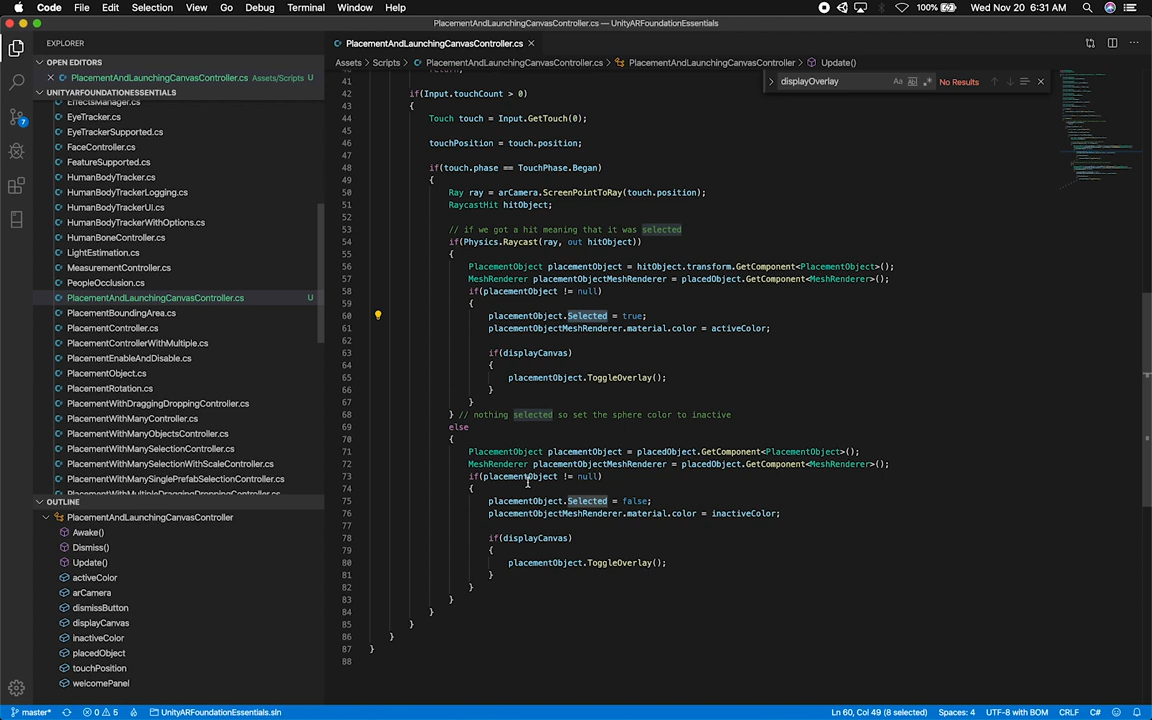 Code File Edit Selection View Go Debug Terminal Window Help 100% Wed Nov 20 6:31 AM
PlacementAndLaunchingCanvasController.cs — UnityARFoundationEssentials
EXPLORER
OPEN EDITORS
PlacementAndLaunchingCanvasController.cs Assets/Scripts U
UNITYARFOUNDATIONESSENTIALS
EffectsManager.cs
EyeTracker.cs
EyeTrackerSupported.cs
FaceController.cs
FeatureSupported.cs
HumanBodyTracker.cs
HumanBodyTrackerLogging.cs
HumanBodyTrackerUI.cs
HumanBodyTrackerWithOptions.cs
HumanBoneController.cs
LightEstimation.cs
MeasurementController.cs
PeopleOcclusion.cs
PlacementAndLaunchingCanvasController.cs U
PlacementBoundingArea.cs
PlacementController.cs
PlacementControllerWithMultiple.cs
PlacementEnableAndDisable.cs
PlacementObject.cs
PlacementRotation.cs
PlacementWithDraggingDroppingController.cs
PlacementWithManyController.cs
PlacementWithManyObjectsController.cs
PlacementWithManySelectionController.cs
PlacementWithManySelectionWithScaleController.cs
PlacementWithManySinglePrefabSelectionController.cs
PlacementWithMultipleDraggingDroppingController.cs
OUTLINE
PlacementAndLaunchingCanvasController
Awake()
Dismiss()
Update()
activeColor
arCamera
dismissButton
displayCanvas
inactiveColor
placedObject
touchPosition
welcomePanel
PlacementAndLaunchingCanvasController.cs
Assets > Scripts > PlacementAndLaunchingCanvasController.cs > PlacementAndLaunchingCanvasController > Update()
displayOverlay Aa No Results
40 return;
41
42 if(Input.touchCount > 0)
43 {
44 Touch touch = Input.GetTouch(0);
45
46 touchPosition = touch.position;
47
48 if(touch.phase == TouchPhase.Began)
49 {
50 Ray ray = arCamera.ScreenPointToRay(touch.position);
51 RaycastHit hitObject;
52
53 // if we got a hit meaning that it was selected
54 if(Physics.Raycast(ray, out hitObject))
55 {
56 PlacementObject placementObject = hitObject.transform.GetComponent<PlacementObject>();
57 MeshRenderer placementObjectMeshRenderer = placedObject.GetComponent<MeshRenderer>();
58 if(placementObject != null)
59 {
60 placementObject.Selected = true;
61 placementObjectMeshRenderer.material.color = activeColor;
62
63 if(displayCanvas)
64 {
65 placementObject.ToggleOverlay();
66 }
67 }
68 } // nothing selected so set the sphere color to inactive
69 else
70 {
71 PlacementObject placementObject = placedObject.GetComponent<PlacementObject>();
72 MeshRenderer placementObjectMeshRenderer = placedObject.GetComponent<MeshRenderer>();
73 if(placementObject != null)
74 {
75 placementObject.Selected = false;
76 placementObjectMeshRenderer.material.color = inactiveColor;
77
78 if(displayCanvas)
79 {
80 placementObject.ToggleOverlay();
81 }
82 }
83 }
84 }
85 }
86 }
87 }
88
master* 0 5 UnityARFoundationEssentials.sln Ln 60, Col 49 (8 selected) Spaces: 4 UTF-8 with BOM CRLF C#